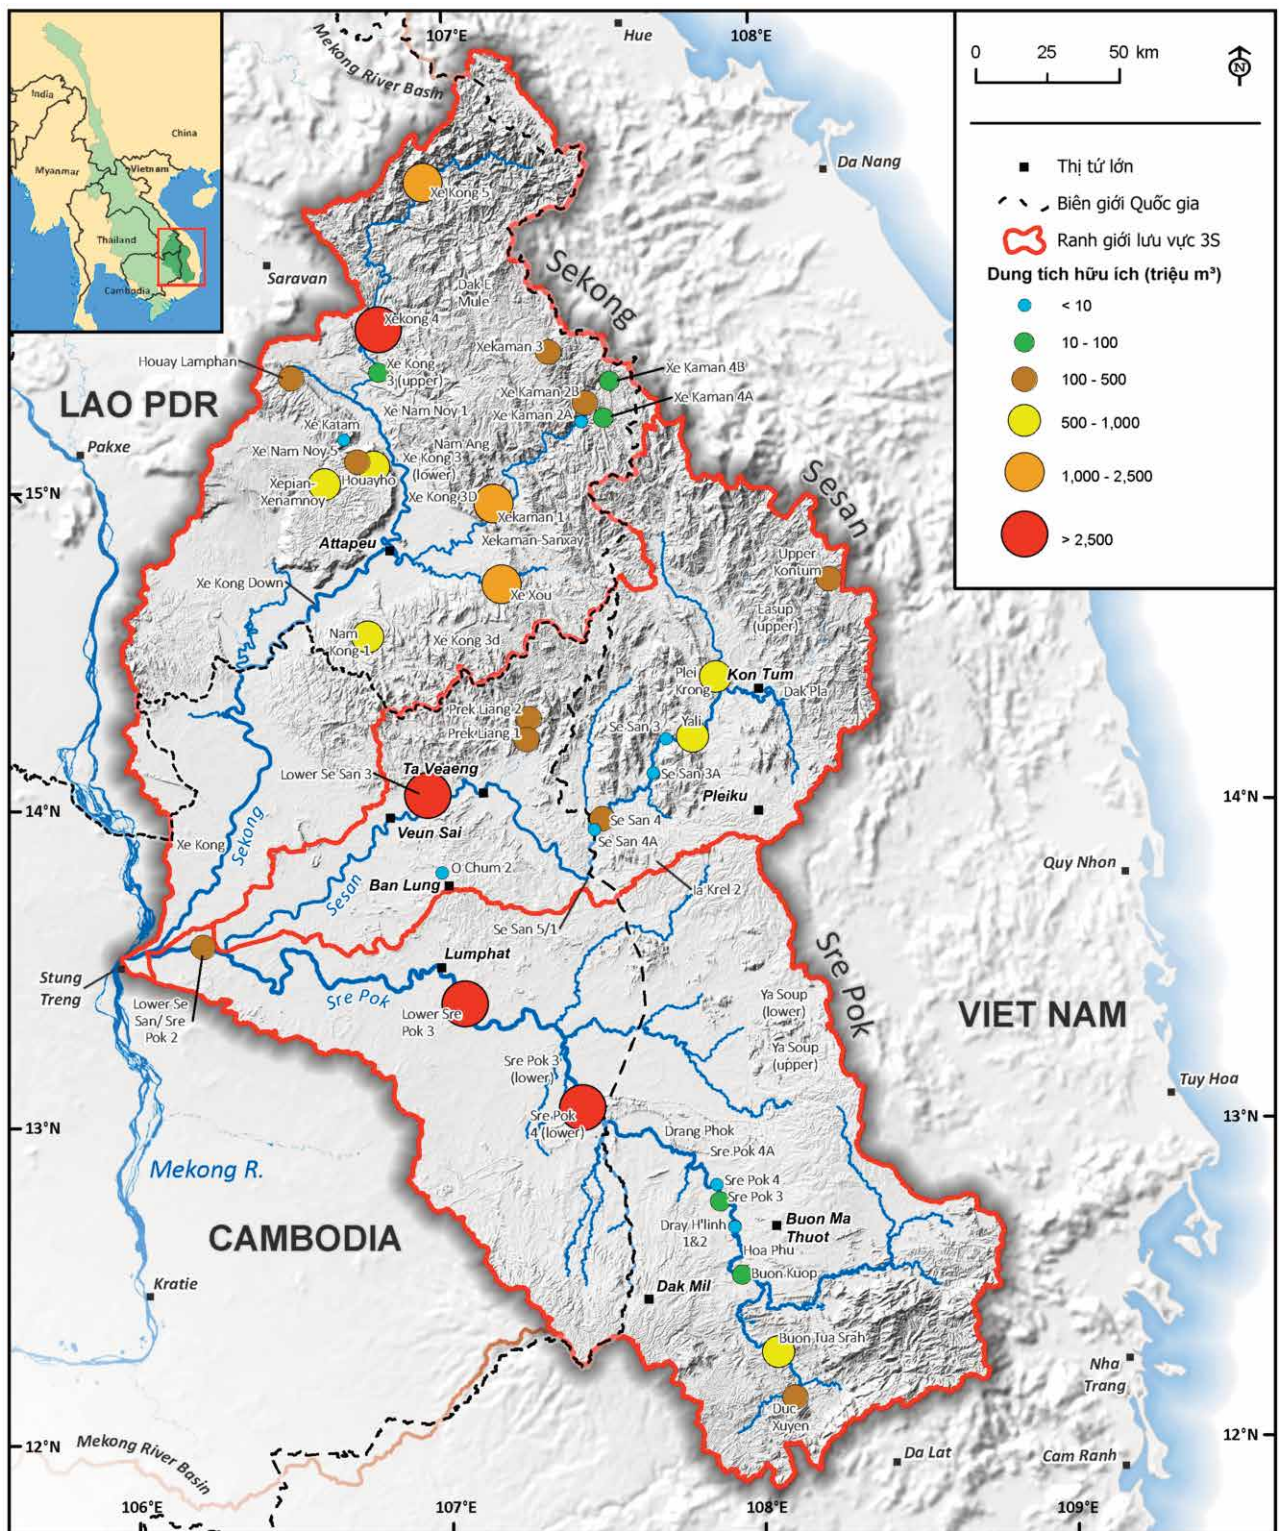 107°E
108°E
Hue
Mekong River Basin
0 25 50 km
N
India
China
Myanmar
Vietnam
Thailand
Cambodia
Da Nang
Thị tứ lớn
Biên giới Quốc gia
Ranh giới lưu vực 3S
Dung tích hữu ích (triệu m³)
< 10
10 - 100
100 - 500
500 - 1,000
1,000 - 2,500
> 2,500
Xe Kong 5
Saravan
Sekong
Dak E
Mule
Xekong 4
Xekaman 3
Houay Lamphan
Xe Kong
3 (upper)
Xe Kaman 4B
LAO PDR
Xe Kaman 2B
Xe Kaman 4A
Xe Nam Noy 1
Xe Kaman 2A
Xe Katam
Pakxe
Xe Nam Noy 5
Nam Ang
Xe Kong 3
(lower)
Houayho
Xepian-
Xenamnoy
Sesan
15°N
Xe Kong 3D
Xekaman 1
Xekaman-Sanxay
Attapeu
Upper
Kontum
Xe Kong Down
Xe Xou
Lasup
(upper)
Nam
Kong 1
Xe Kong 3d
Plei
Krong
Kon Tum
Dak Pla
Prek Liang 2
Prek Liang 1
Se San 3
Yali
Lower Se San 3
Ta Veaeng
Se San 3A
Pleiku
14°N
14°N
Se San 4
Veun Sai
Se San 4A
Xe Kong
Sekong
O Chum 2
Quy Nhon
Ban Lung
Ia Krel 2
Sesan
Se San 5/1
Sre Pok
Lumphat
Stung
Treng
Sre Pok
Lower Se
San/ Sre
Pok 2
Lower Sre
Pok 3
Ya Soup
(lower)
VIET NAM
Ya Soup
(upper)
Sre Pok 3
(lower)
Tuy Hoa
Sre Pok
4 (lower)
13°N
13°N
Drang Phok
Sre Pok 4A
Mekong R.
Sre Pok 4
Sre Pok 3
CAMBODIA
Dray H'linh
1&2
Buon Ma
Thuot
Hoa Phu
Kratie
Buon Kuop
Dak Mil
Buon Tua Srah
Nha
Trang
Duc
Xuyen
12°N
12°N
Mekong River
Basin
Da Lat
Cam Ranh
106°E
107°E
108°E
109°E